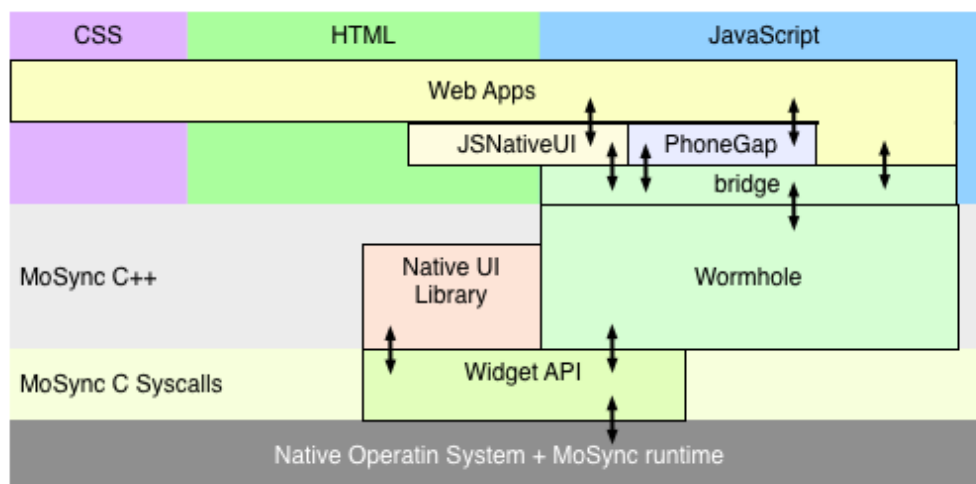 CSS
HTML
JavaScript
Web Apps
JSNativeUI
PhoneGap
bridge
MoSync C++
Native UI
Library
Wormhole
MoSync C Syscalls
Widget API
Native Operatin System + MoSync runtime